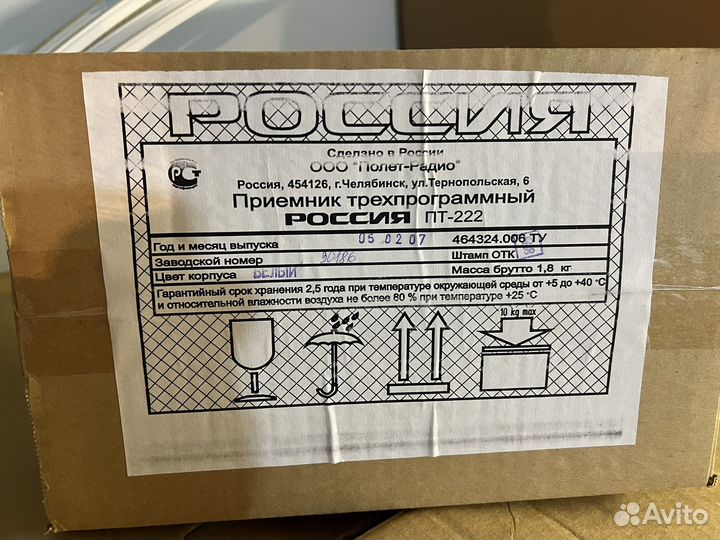 РОССИЯ
Сделано в России
ООО "Полет-Радио"
Россия, 454126, г.Челябинск, ул.Тернопольская, 6
Приемник трехпрограммный
РОССИЯ ПТ-222
Год и месяц выпуска 05 02 07 464324.006 ТУ
Заводской номер 30186 Штамп ОТК
Цвет корпуса БЕЛЫЙ Масса брутто 1,8 кг
Гарантийный срок хранения 2,5 года при температуре окружающей среды от +5 до +40 °С
и относительной влажности воздуха не более 80 % при температуре +25 °С
10 kg max
Avito